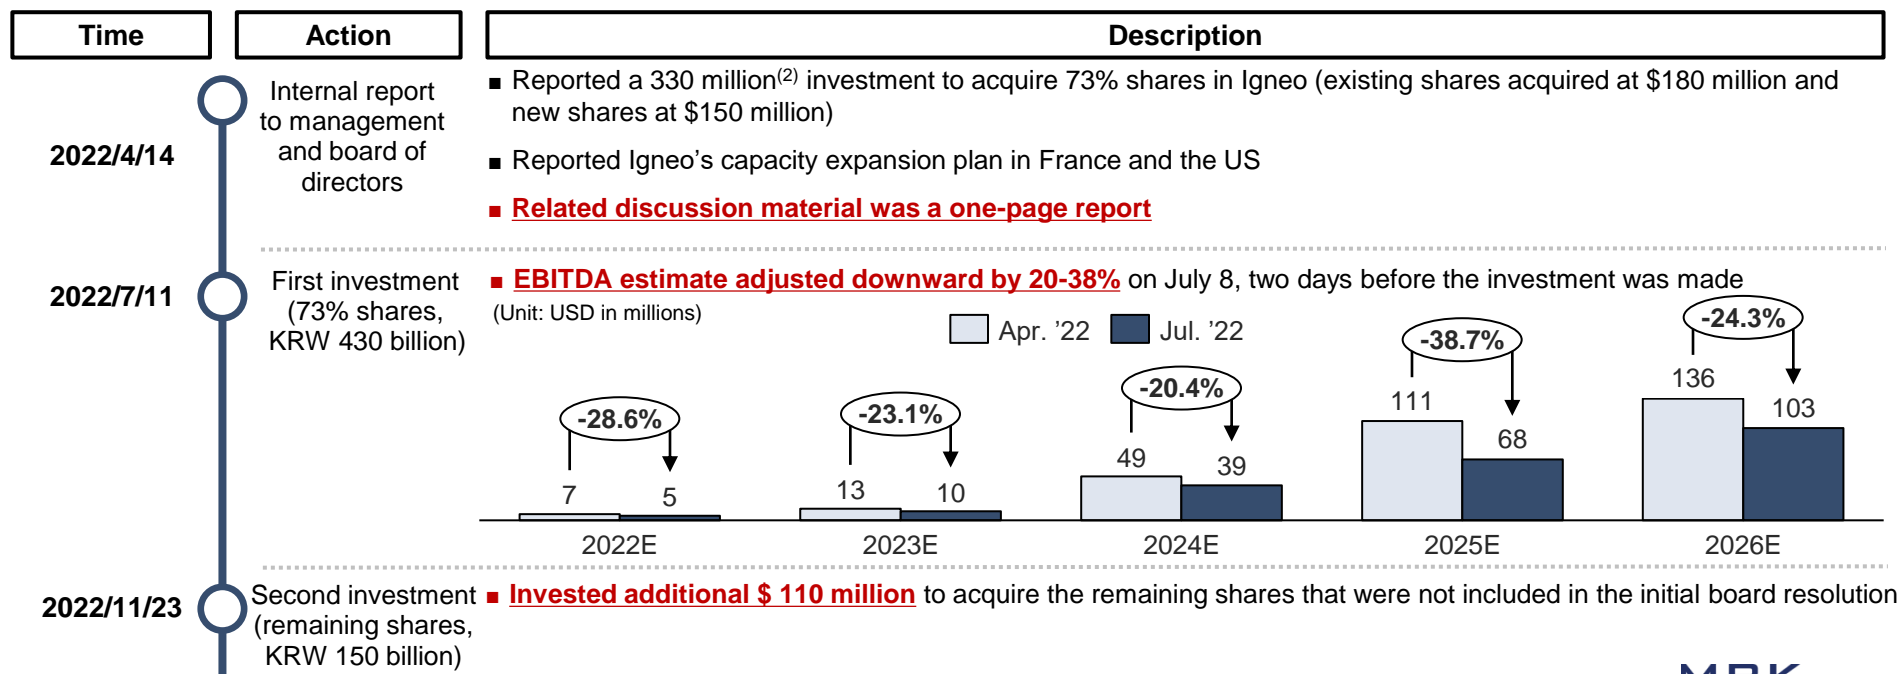 Time
Action
Description
2022/4/14
Internal report
to management
and board of
directors
■ Reported a 330 million(2) investment to acquire 73% shares in Igneo (existing shares acquired at $180 million and
new shares at $150 million)
■ Reported Igneo’s capacity expansion plan in France and the US
■ Related discussion material was a one-page report
2022/7/11
First investment
(73% shares,
KRW 430 billion)
■ EBITDA estimate adjusted downward by 20-38% on July 8, two days before the investment was made
(Unit: USD in millions)
Apr. ’22
Jul. ’22
-28.6%
-23.1%
-20.4%
-38.7%
-24.3%
7
5
13
10
49
39
111
68
136
103
2022E
2023E
2024E
2025E
2026E
2022/11/23
Second investment
(remaining shares,
KRW 150 billion)
■ Invested additional $ 110 million to acquire the remaining shares that were not included in the initial board resolution